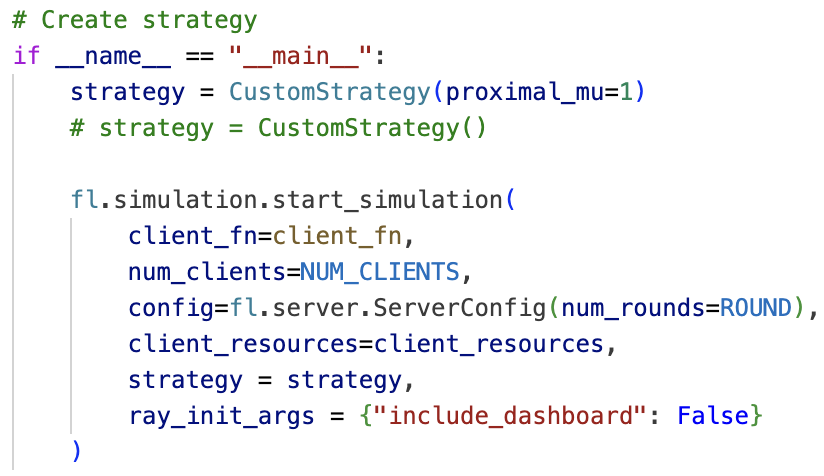 # Create strategy
if __name__ == "__main__":
    strategy = CustomStrategy(proximal_mu=1)
    # strategy = CustomStrategy()

    fl.simulation.start_simulation(
        client_fn=client_fn,
        num_clients=NUM_CLIENTS,
        config=fl.server.ServerConfig(num_rounds=ROUND),
        client_resources=client_resources,
        strategy = strategy,
        ray_init_args = {"include_dashboard": False}
    )